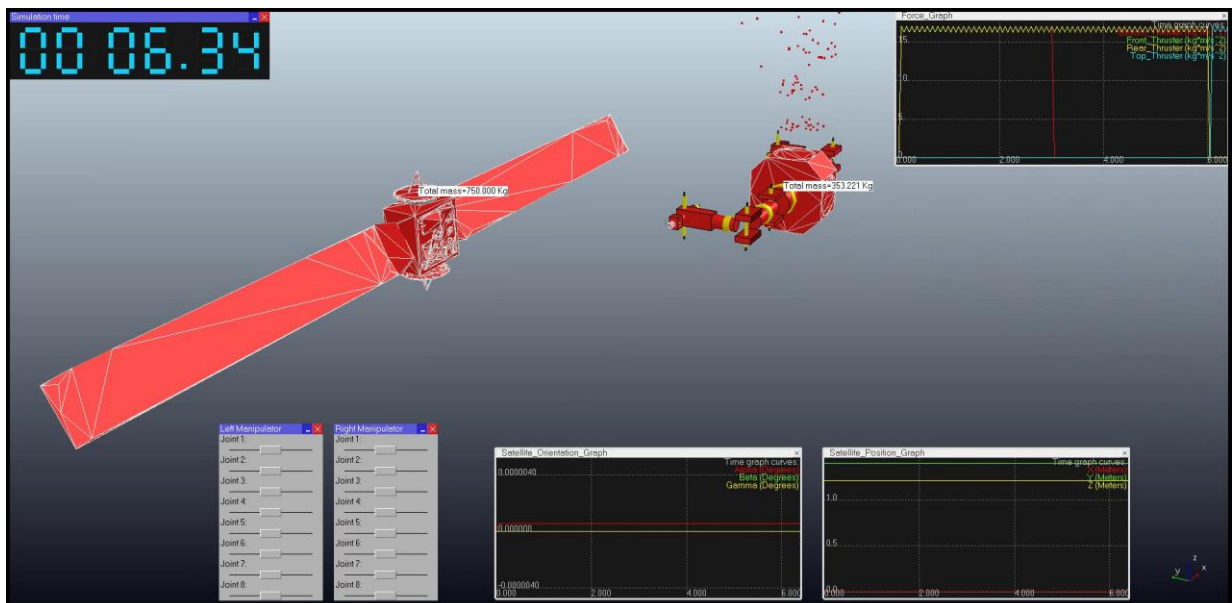 Simulation time
00 06.34
Total mass=750.000 Kg
Total mass=353.221 Kg
Force_Graph
Time graph curves:
Front_Thruster (kg*m/s^2)
Rear_Thruster (kg*m/s^2)
Top_Thruster (kg*m/s^2)
15.
10.
5
0
0.000 2.000 4.000 6.000
Left Manipulator
Joint 1:
Joint 2:
Joint 3:
Joint 4:
Joint 5:
Joint 6:
Joint 7:
Joint 8:
Right Manipulator
Joint 1:
Joint 2:
Joint 3:
Joint 4:
Joint 5:
Joint 6:
Joint 7:
Joint 8:
Satellite_Orientation_Graph
Time graph curves:
Alpha (Degrees)
Beta (Degrees)
Gamma (Degrees)
0.0000040
0.000000
-0.0000040
0.000 2.000 4.000 6.000
Satellite_Position_Graph
Time graph curves:
X (Meters)
Y (Meters)
Z (Meters)
1.0
0.5
0.0
0.000 2.000 4.000 6.000
z
y x